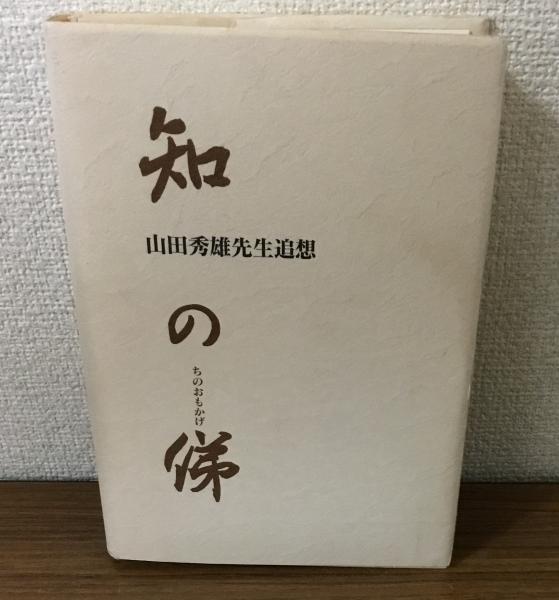 知の俤
ちのおもかげ
山田秀雄先生追想